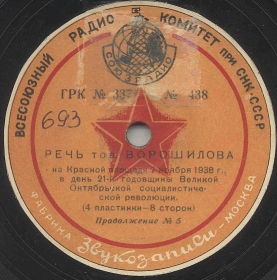 ВСЕСОЮЗНЫЙ РАДИО КОМИТЕТ ПРИ СНК-СССР
СОЮЗРАДИО
ГРК № 337 № 438
693
РЕЧЬ тов ВОРОШИЛОВА
на Красной площади 7 ноября 1938 г.,
в день 21-й годовщины Великой
Октябрьской социалистиче-
ской революции.
(4 пластинки—8 сторон)
Продолжение № 5
ФАБРИКА Звукозаписи-МОСКВА